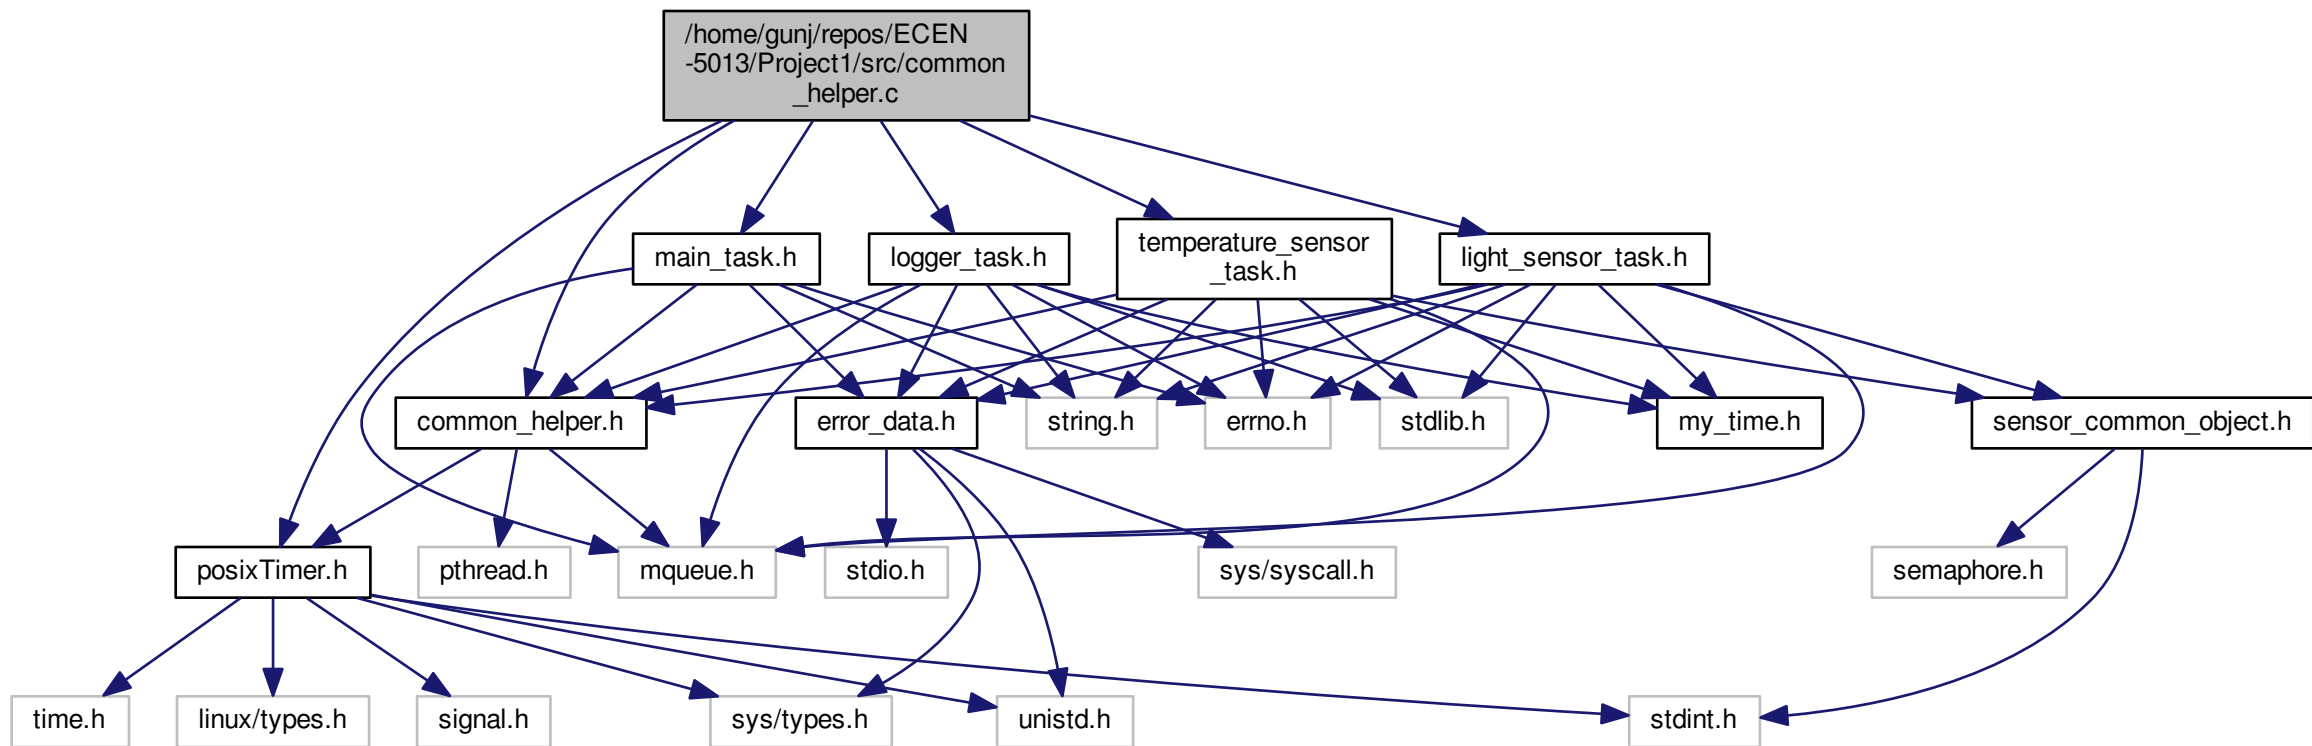 /home/gunj/repos/ECEN
-5013/Project1/src/common
_helper.c
main_task.h
logger_task.h
temperature_sensor
_task.h
light_sensor_task.h
common_helper.h
error_data.h
string.h
errno.h
stdlib.h
my_time.h
sensor_common_object.h
posixTimer.h
pthread.h
mqueue.h
stdio.h
sys/syscall.h
semaphore.h
time.h
linux/types.h
signal.h
sys/types.h
unistd.h
stdint.h